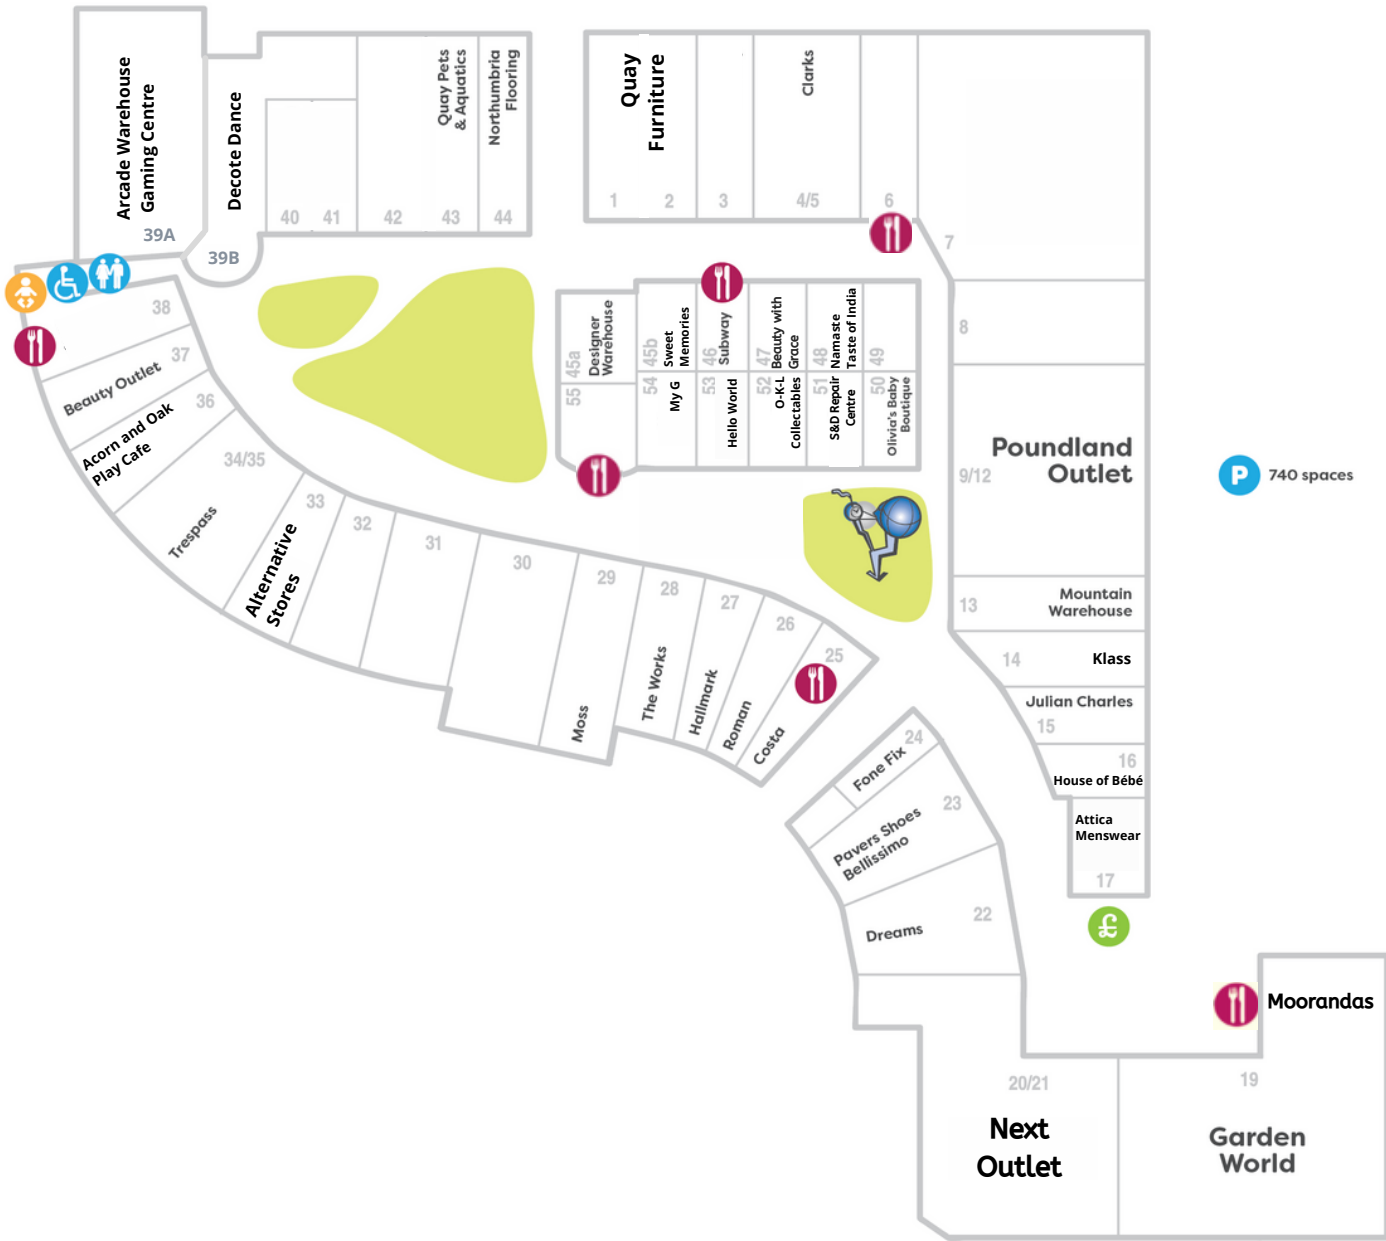 Arcade Warehouse
Gaming Centre
39A
Decote Dance
39B
40
41
42
Quay Pets
& Aquatics
43
Northumbria
Flooring
44
Quay
Furniture
1
2
3
Clarks
4/5
6
7
8
Poundland
Outlet
9/12
P
740 spaces
Mountain
Warehouse
13
14
Klass
Julian Charles
15
16
House of Bébé
Attica
Menswear
17
£
38
37
Beauty Outlet
36
Acorn and Oak
Play Cafe
34/35
Trespass
33
Alternative
Stores
32
31
30
29
Moss
28
The Works
27
Hallmark
26
Roman
25
Costa
45a
Designer
Warehouse
45b
Sweet
Memories
46
Subway
47
Beauty with
Grace
48
Namaste
Taste of India
49
55
54
My G
53
Hello World
52
O-K-L
Collectables
51
S&D Repair
Centre
50
Olivia's Baby
Boutique
24
Fone Fix
23
Pavers Shoes
Bellissimo
22
Dreams
20/21
Next
Outlet
19
Garden
World
Moorandas